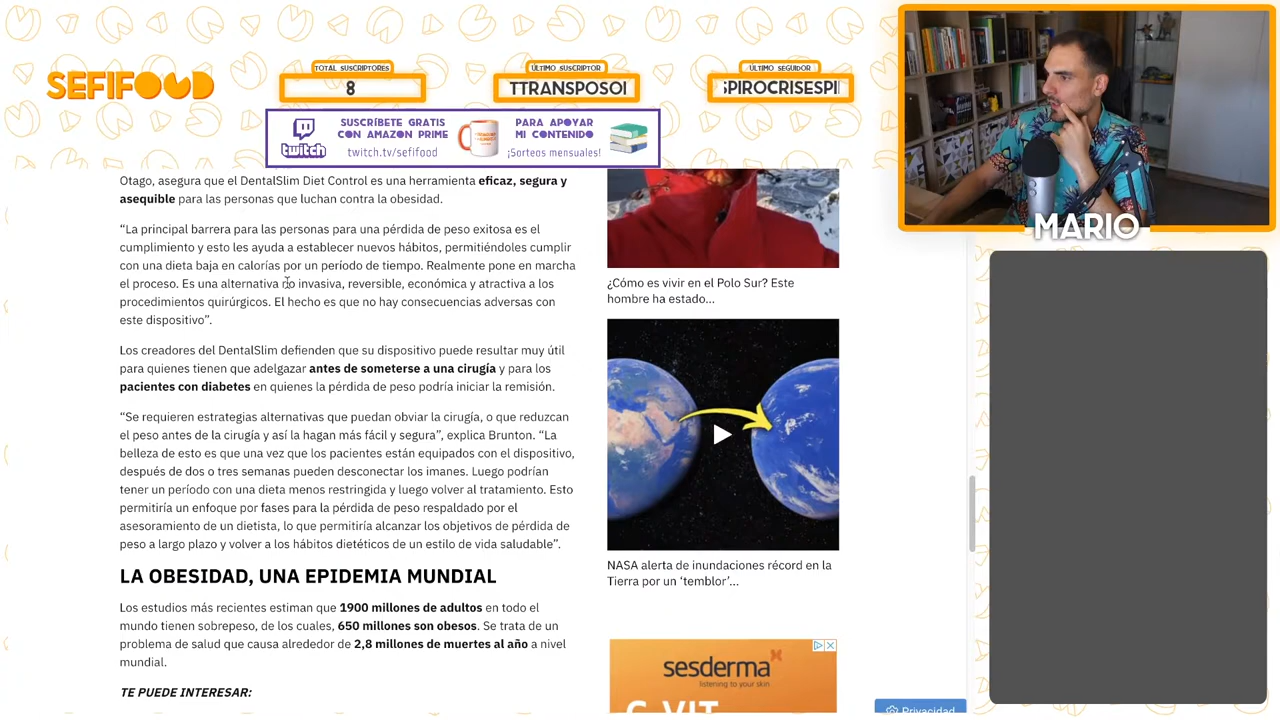 SEFIFOOD
TOTAL SUSCRIPTORES
8
ÚLTIMO SUSCRIPTOR
TTRANSPOSOI
ÚLTIMO SEGUIDOR
SPIROCRISESPII
twitch
SUSCRÍBETE GRATIS
CON AMAZON PRIME
twitch.tv/sefifood
PARA APOYAR
MI CONTENIDO
¡Sorteos mensuales!
MARIO
Otago, asegura que el DentalSlim Diet Control es una herramienta eficaz, segura y
asequible para las personas que luchan contra la obesidad.
“La principal barrera para las personas para una pérdida de peso exitosa es el
cumplimiento y esto les ayuda a establecer nuevos hábitos, permitiéndoles cumplir
con una dieta baja en calorías por un período de tiempo. Realmente pone en marcha
el proceso. Es una alternativa no invasiva, reversible, económica y atractiva a los
procedimientos quirúrgicos. El hecho es que no hay consecuencias adversas con
este dispositivo”.
Los creadores del DentalSlim defienden que su dispositivo puede resultar muy útil
para quienes tienen que adelgazar antes de someterse a una cirugía y para los
pacientes con diabetes en quienes la pérdida de peso podría iniciar la remisión.
“Se requieren estrategias alternativas que puedan obviar la cirugía, o que reduzcan
el peso antes de la cirugía y así la hagan más fácil y segura”, explica Brunton. “La
belleza de esto es que una vez que los pacientes están equipados con el dispositivo,
después de dos o tres semanas pueden desconectar los imanes. Luego podrían
tener un período con una dieta menos restringida y luego volver al tratamiento. Esto
permitiría un enfoque por fases para la pérdida de peso respaldado por el
asesoramiento de un dietista, lo que permitiría alcanzar los objetivos de pérdida de
peso a largo plazo y volver a los hábitos dietéticos de un estilo de vida saludable”.
LA OBESIDAD, UNA EPIDEMIA MUNDIAL
Los estudios más recientes estiman que 1900 millones de adultos en todo el
mundo tienen sobrepeso, de los cuales, 650 millones son obesos. Se trata de un
problema de salud que causa alrededor de 2,8 millones de muertes al año a nivel
mundial.
TE PUEDE INTERESAR:
¿Cómo es vivir en el Polo Sur? Este
hombre ha estado...
NASA alerta de inundaciones récord en la
Tierra por un ‘temblor’...
sesderma
listening to your skin
C-VIT
Privacidad